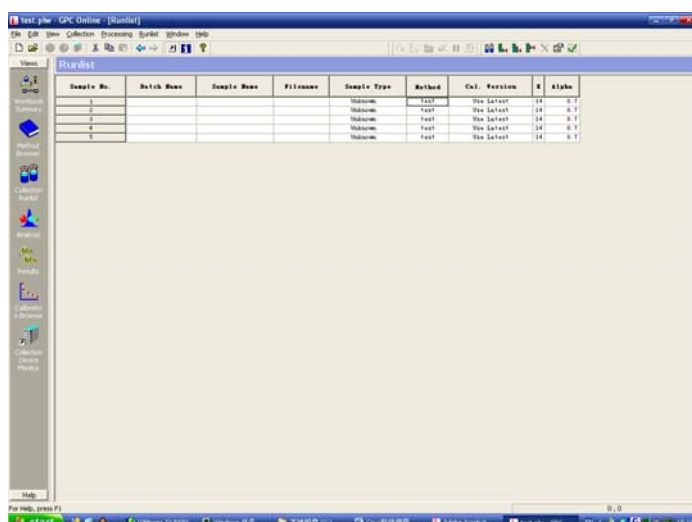 test.plw - GPC Online - [Runlist]
File Edit View Collection Processing Runlist Window Help
Views
Runlist
Sample No. Batch Name Sample Name Filename Sample Type Method Cal. Version K Alpha
1 Unknown test Use Latest 14 0.7
2 Unknown test Use Latest 14 0.7
3 Unknown test Use Latest 14 0.7
4 Unknown test Use Latest 14 0.7
5 Unknown test Use Latest 14 0.7
Workbook
Summary
Method
Browser
Collection
Runlist
Analysis
Results
Calibratio
n Browser
Collection
Device
Monitor
Help
For Help, press F1
0, 0
start